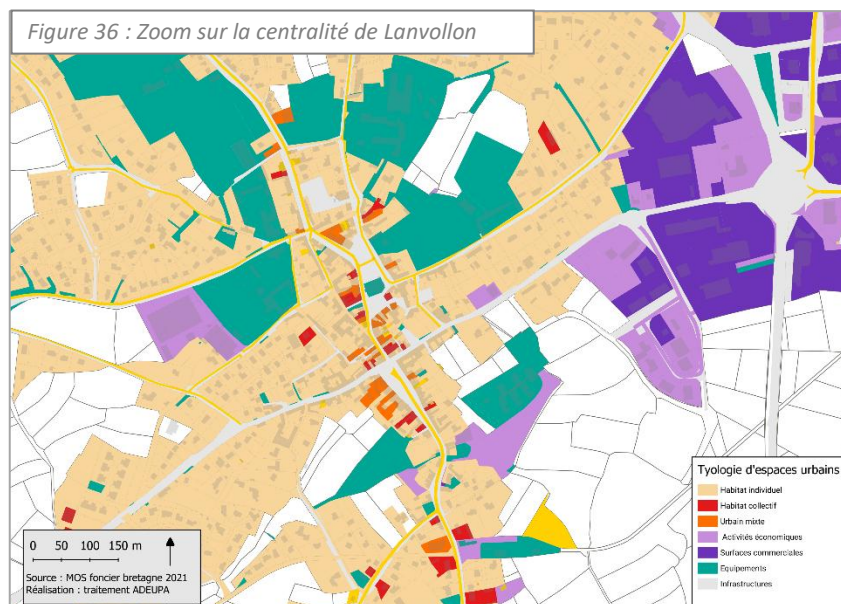 Figure 36 : Zoom sur la centralité de Lanvollon
Tyologie d'espaces urbains
Habitat individuel
Habitat collectif
Urbain mixte
Activités économiques
Surfaces commerciales
Equipements
Infrastructures
0 50 100 150 m
Source : MOS foncier bretagne 2021
Réalisation : traitement ADEUPA